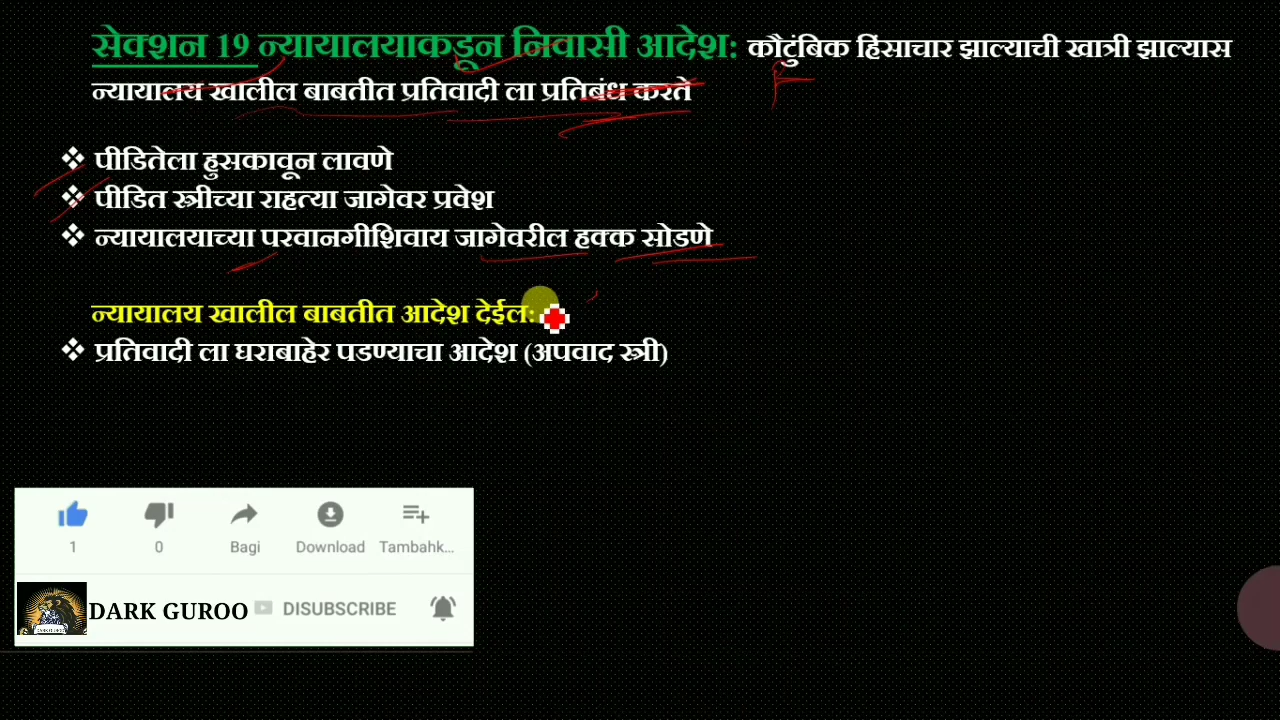 सेक्शन 19 न्यायालयाकडून निवासी आदेश: कौटुंबिक हिंसाचार झाल्याची खात्री झाल्यास
न्यायालय खालील बाबतीत प्रतिवादी ला प्रतिबंध करते
❖ पीडितेला हुसकावून लावणे
❖ पीडित स्त्रीच्या राहत्या जागेवर प्रवेश
❖ न्यायालयाच्या परवानगीशिवाय जागेवरील हक्क सोडणे
न्यायालय खालील बाबतीत आदेश देईल:
❖ प्रतिवादी ला घराबाहेर पडण्याचा आदेश (अपवाद स्त्री)
1 0 Bagi Download Tambahk...
DARK GUROO DISUBSCRIBE